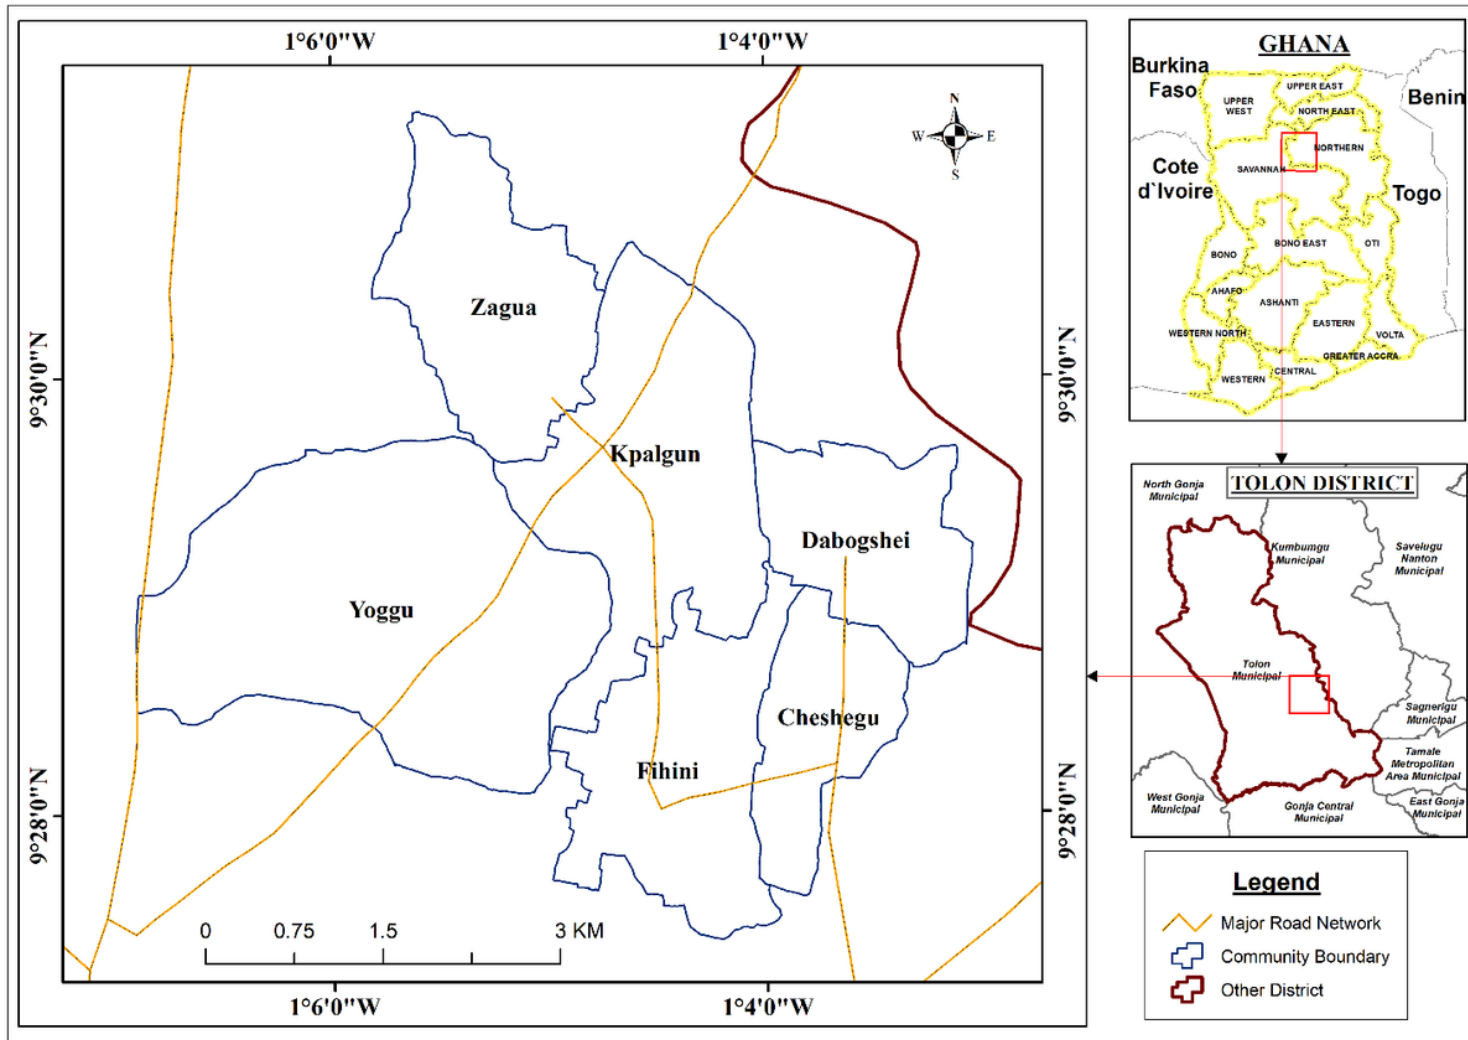 1°6'0"W
1°4'0"W
N
W
E
S
Zagua
9°30'0"N
9°30'0"N
Kpalgun
Dabogshei
Yoggu
Cheshegu
Fihini
9°28'0"N
9°28'0"N
0 0.75 1.5 3 KM
1°6'0"W
1°4'0"W
GHANA
Burkina
Faso
Benin
UPPER EAST
UPPER
WEST
NORTH EAST
NORTHERN
Cote
d`Ivoire
SAVANNAH
Togo
BONO EAST
OTI
BONO
AHAFO
ASHANTI
EASTERN
WESTERN NORTH
VOLTA
GREATER ACCRA
CENTRAL
WESTERN
TOLON DISTRICT
North Gonja
Municipal
Kumbumgu
Municipal
Savelugu
Nanton
Municipal
Tolon
Municipal
Sagnerigu
Municipal
Tamale
Metropolitan
Area Municipal
West Gonja
Municipal
Gonja Central
Municipal
East Gonja
Municipal
Legend
Major Road Network
Community Boundary
Other District